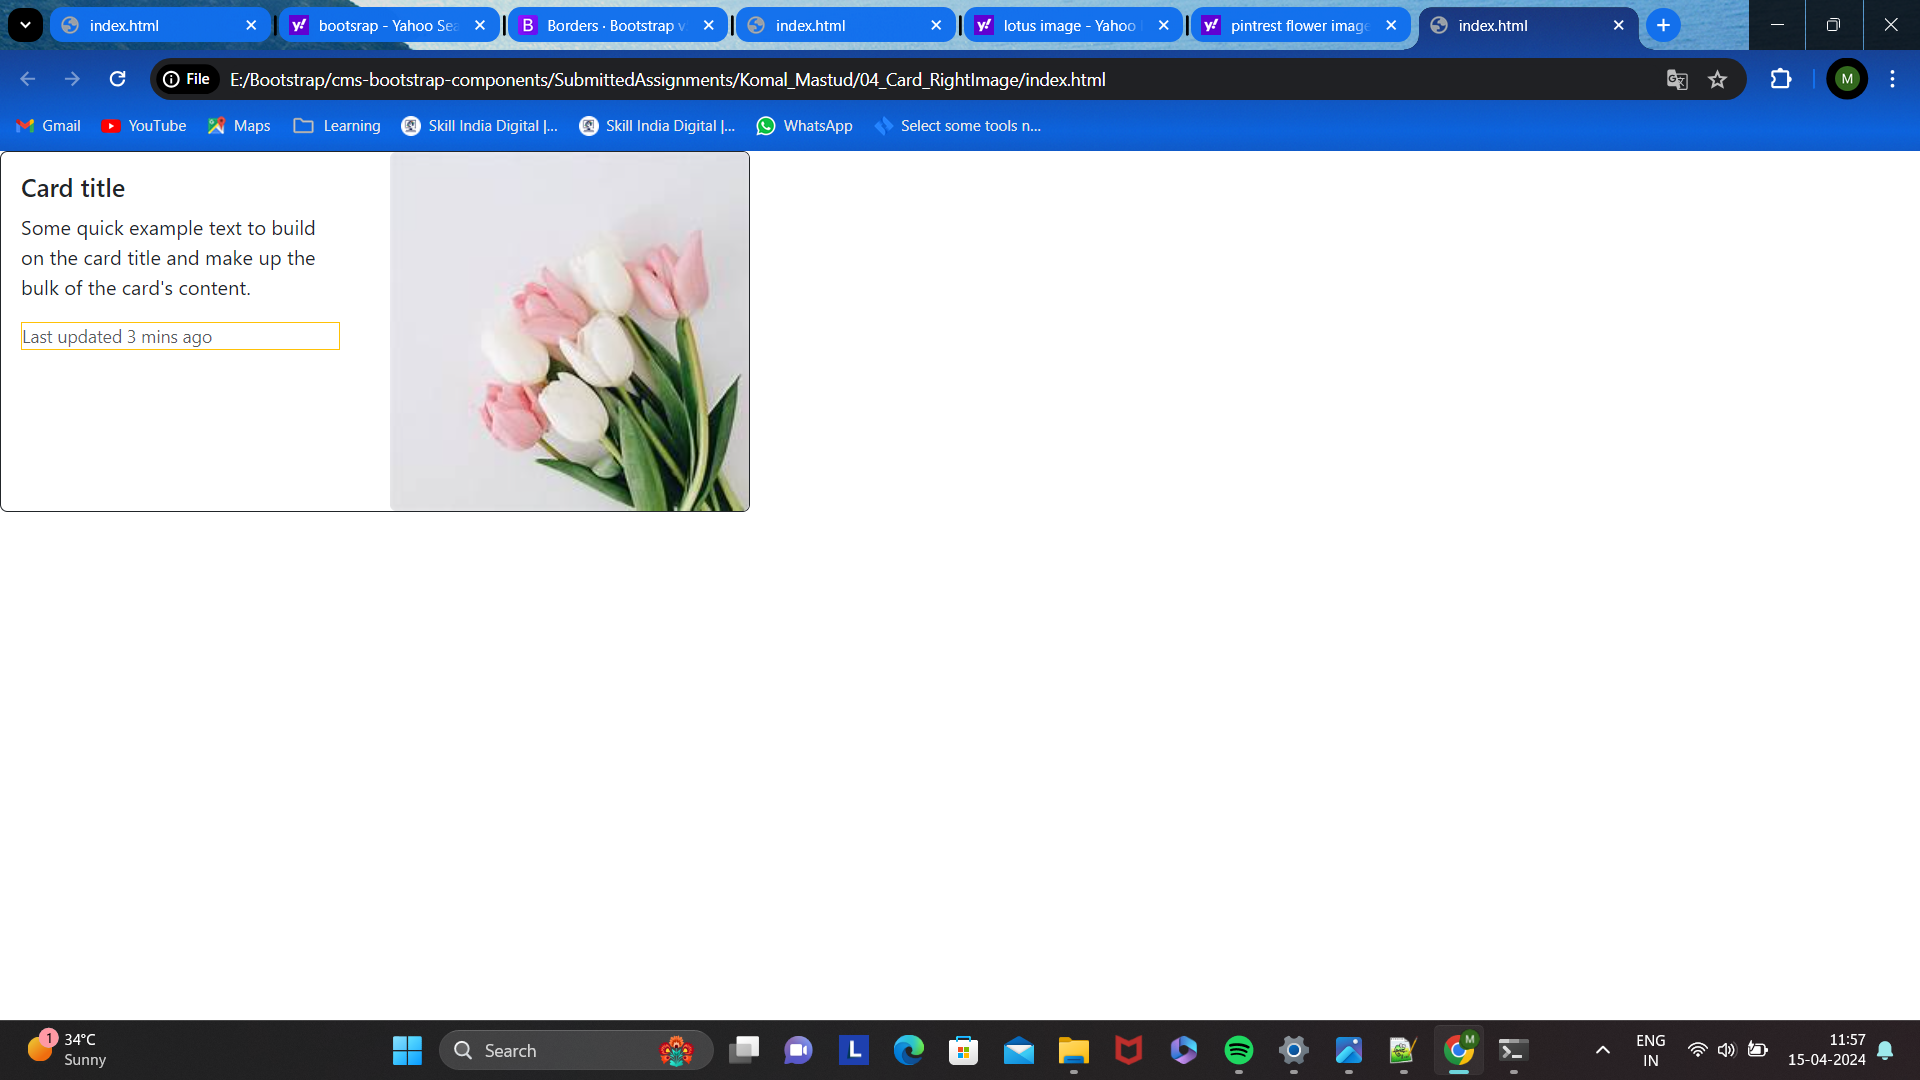 index.html
bootsrap - Yahoo Sea
Borders · Bootstrap v
index.html
lotus image - Yahoo
pintrest flower image
index.html
File
E:/Bootstrap/cms-bootstrap-components/SubmittedAssignments/Komal_Mastud/04_Card_RightImage/index.html
M
Gmail
YouTube
Maps
Learning
Skill India Digital |...
Skill India Digital |...
WhatsApp
Select some tools n...
Card title
Some quick example text to build
on the card title and make up the
bulk of the card's content.
Last updated 3 mins ago
1
34°C
Sunny
Search
L
M
ENG
IN
11:57
15-04-2024